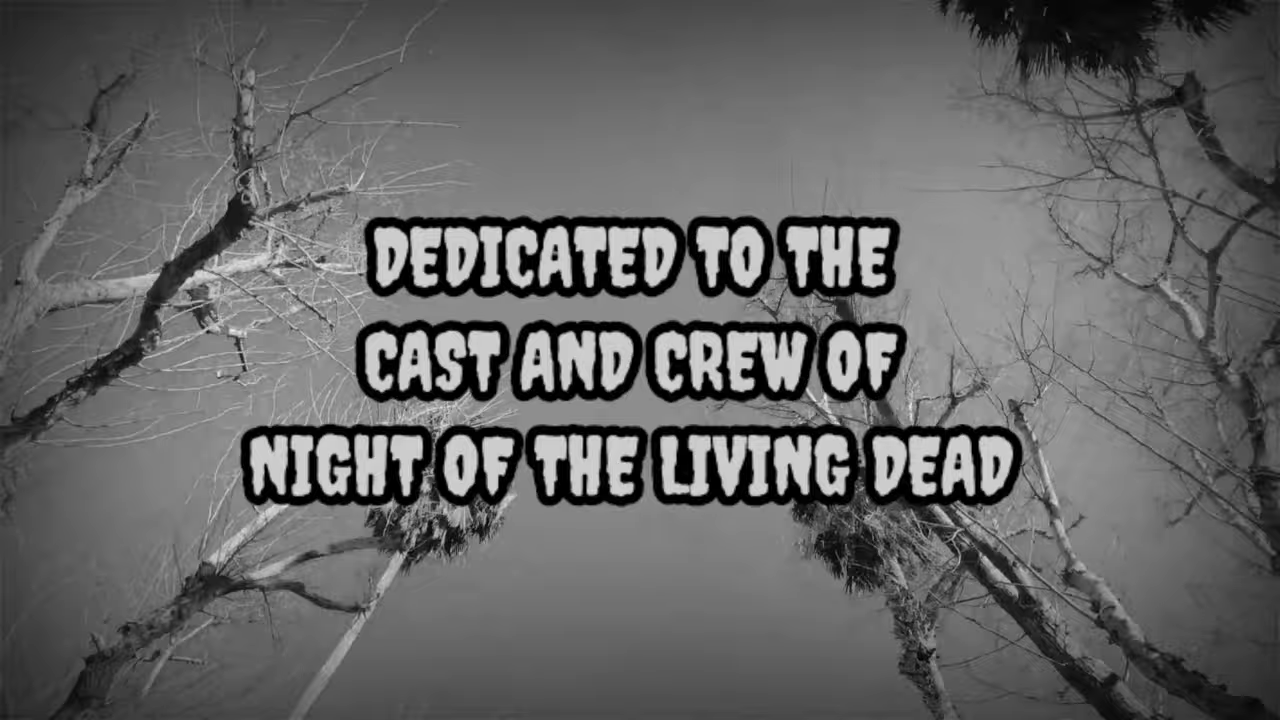 DEDICATED TO THE
CAST AND CREW OF
NIGHT OF THE LIVING DEAD